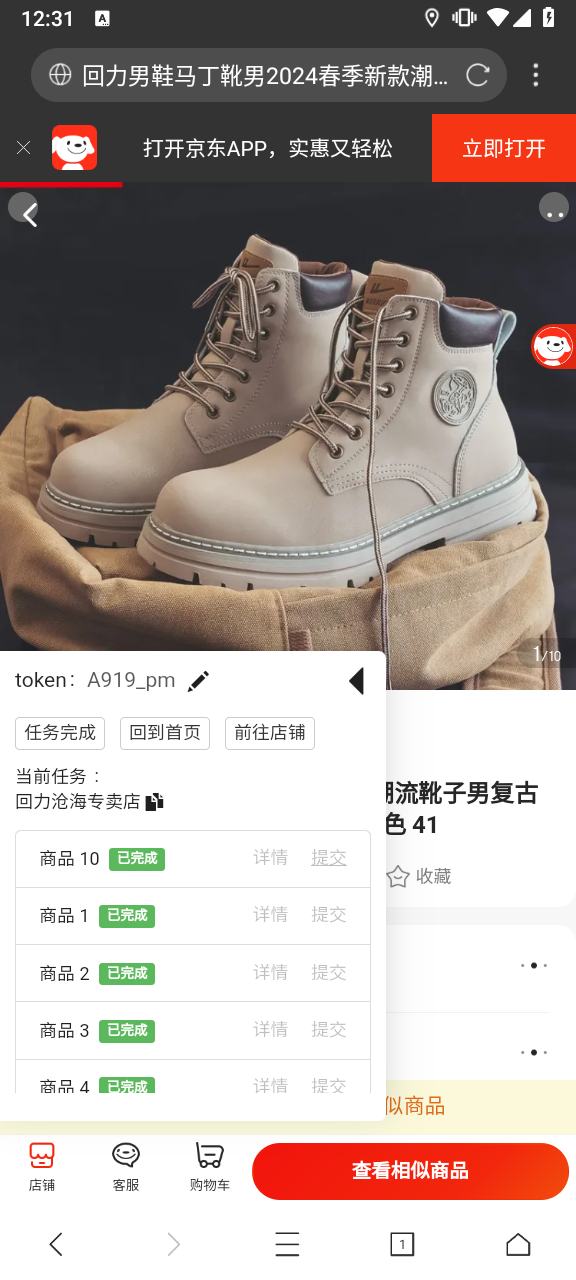 12:31
A
回力男鞋马丁靴男2024春季新款潮...
打开京东APP，实惠又轻松
立即打开
1/10
token： A919_pm
任务完成 回到首页 前往店铺
当前任务：
回力沧海专卖店
流靴子男复古
色 41
收藏
商品 10 已完成 详情 提交
商品 1 已完成 详情 提交
商品 2 已完成 详情 提交
商品 3 已完成 详情 提交
商品 4 已完成 详情 提交
似商品
店铺 客服 购物车 查看相似商品
1